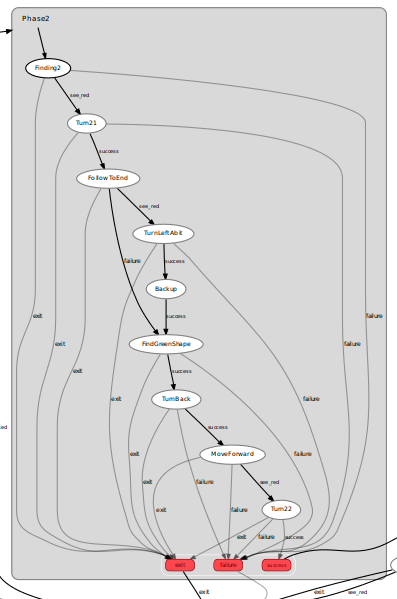 Phase2
Finding2
see_red
Turn21
success
FollowToEnd
see_red
TurnLeftAbit
failure
success
Backup
exit
success
failure
exit
FindGreenShape
failure
exit
success
exit
TurnBack
failure
success
exit
MoveForward
failure
exit
failure
see_red
exit
failure
Turn22
exit
failure
success
exit
failure
success
exit
exit
see_red